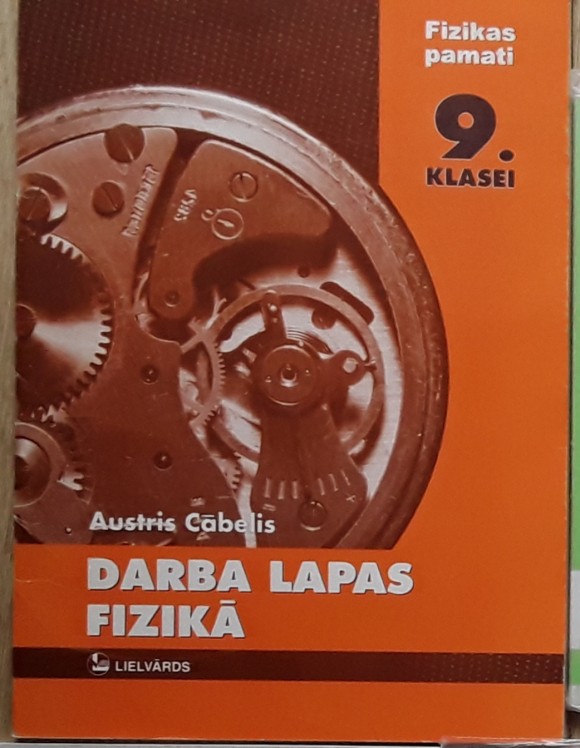 Fizikas
pamati
9.
KLASEI
Austris Cābelis
DARBA LAPAS
FIZIKĀ
LIELVĀRDS